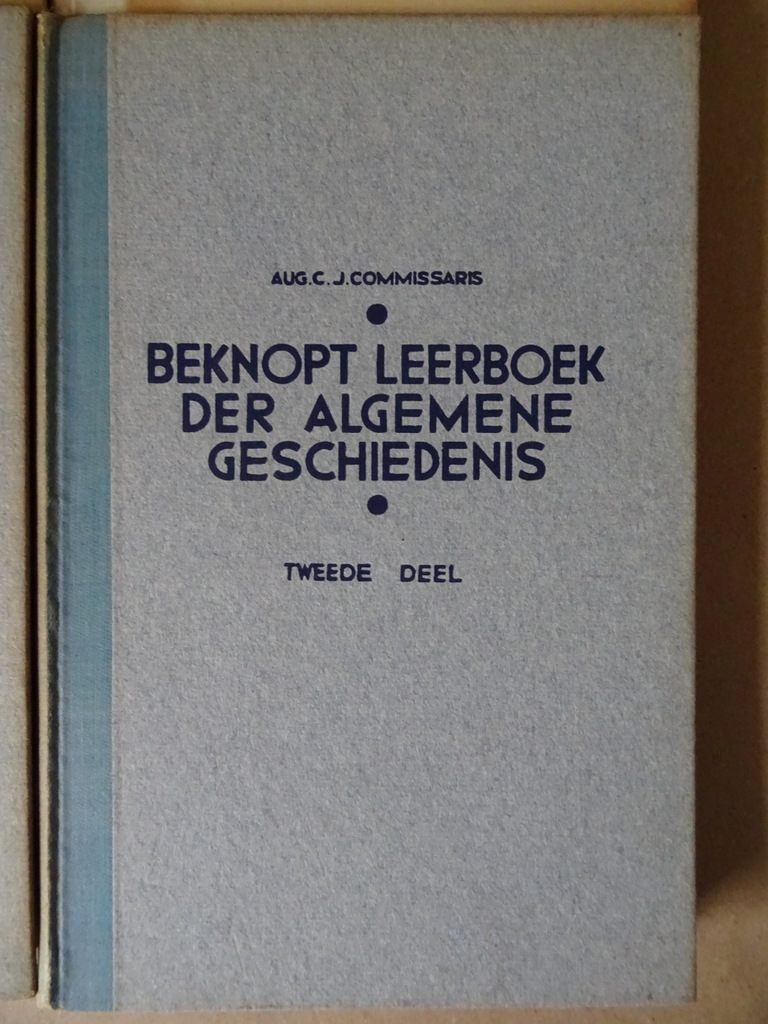 AUG.C.J.COMMISSARIS
BEKNOPT LEERBOEK
DER ALGEMENE
GESCHIEDENIS
TWEEDE DEEL